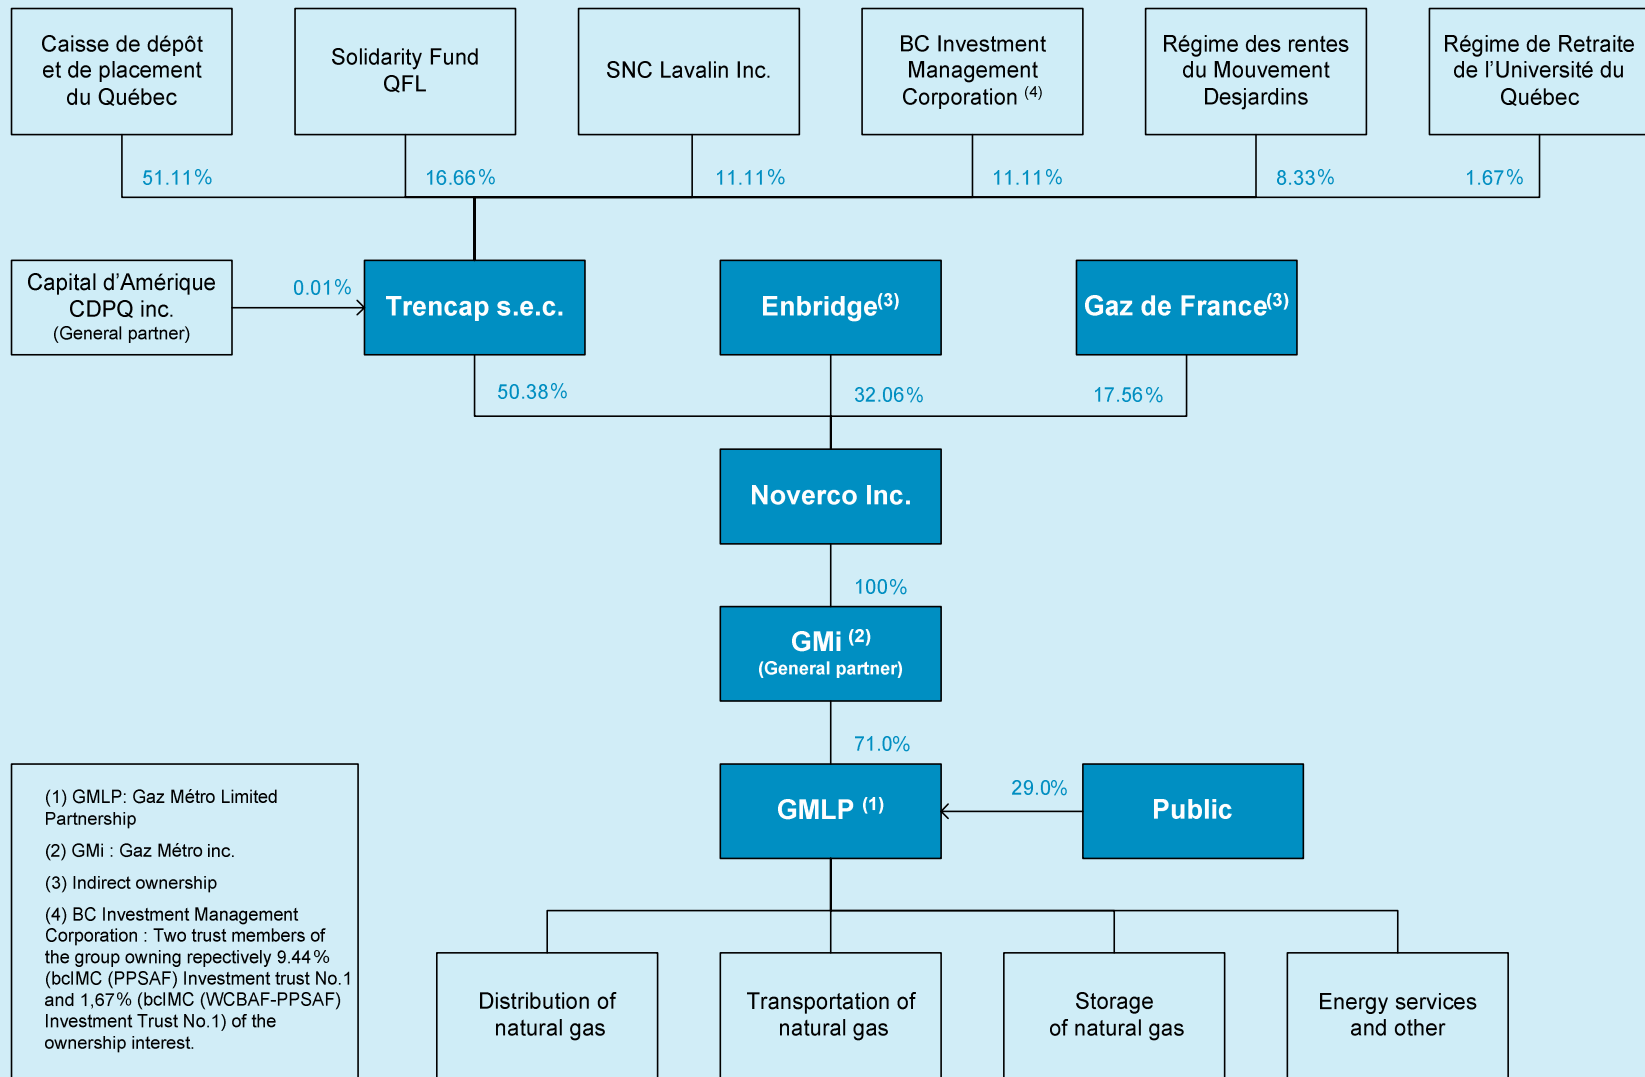 Caisse de dépôt
et de placement
du Québec
Solidarity Fund
QFL
SNC Lavalin Inc.
BC Investment
Management
Corporation (4)
Régime des rentes
du Mouvement
Desjardins
Régime de Retraite
de l'Université du
Québec
51.11%
16.66%
11.11%
11.11%
8.33%
1.67%
Capital d'Amérique
CDPQ inc.
(General partner)
0.01%
Trencap s.e.c.
Enbridge(3)
Gaz de France(3)
50.38%
32.06%
17.56%
Noverco Inc.
100%
GMi (2)
(General partner)
71.0%
GMLP (1)
29.0%
Public
(1) GMLP: Gaz Métro Limited
Partnership
(2) GMi : Gaz Métro inc.
(3) Indirect ownership
(4) BC Investment Management
Corporation : Two trust members of
the group owning repectively 9.44%
(bcIMC (PPSAF) Investment trust No.1
and 1,67% (bcIMC (WCBAF-PPSAF)
Investment Trust No.1) of the
ownership interest.
Distribution of
natural gas
Transportation of
natural gas
Storage
of natural gas
Energy services
and other